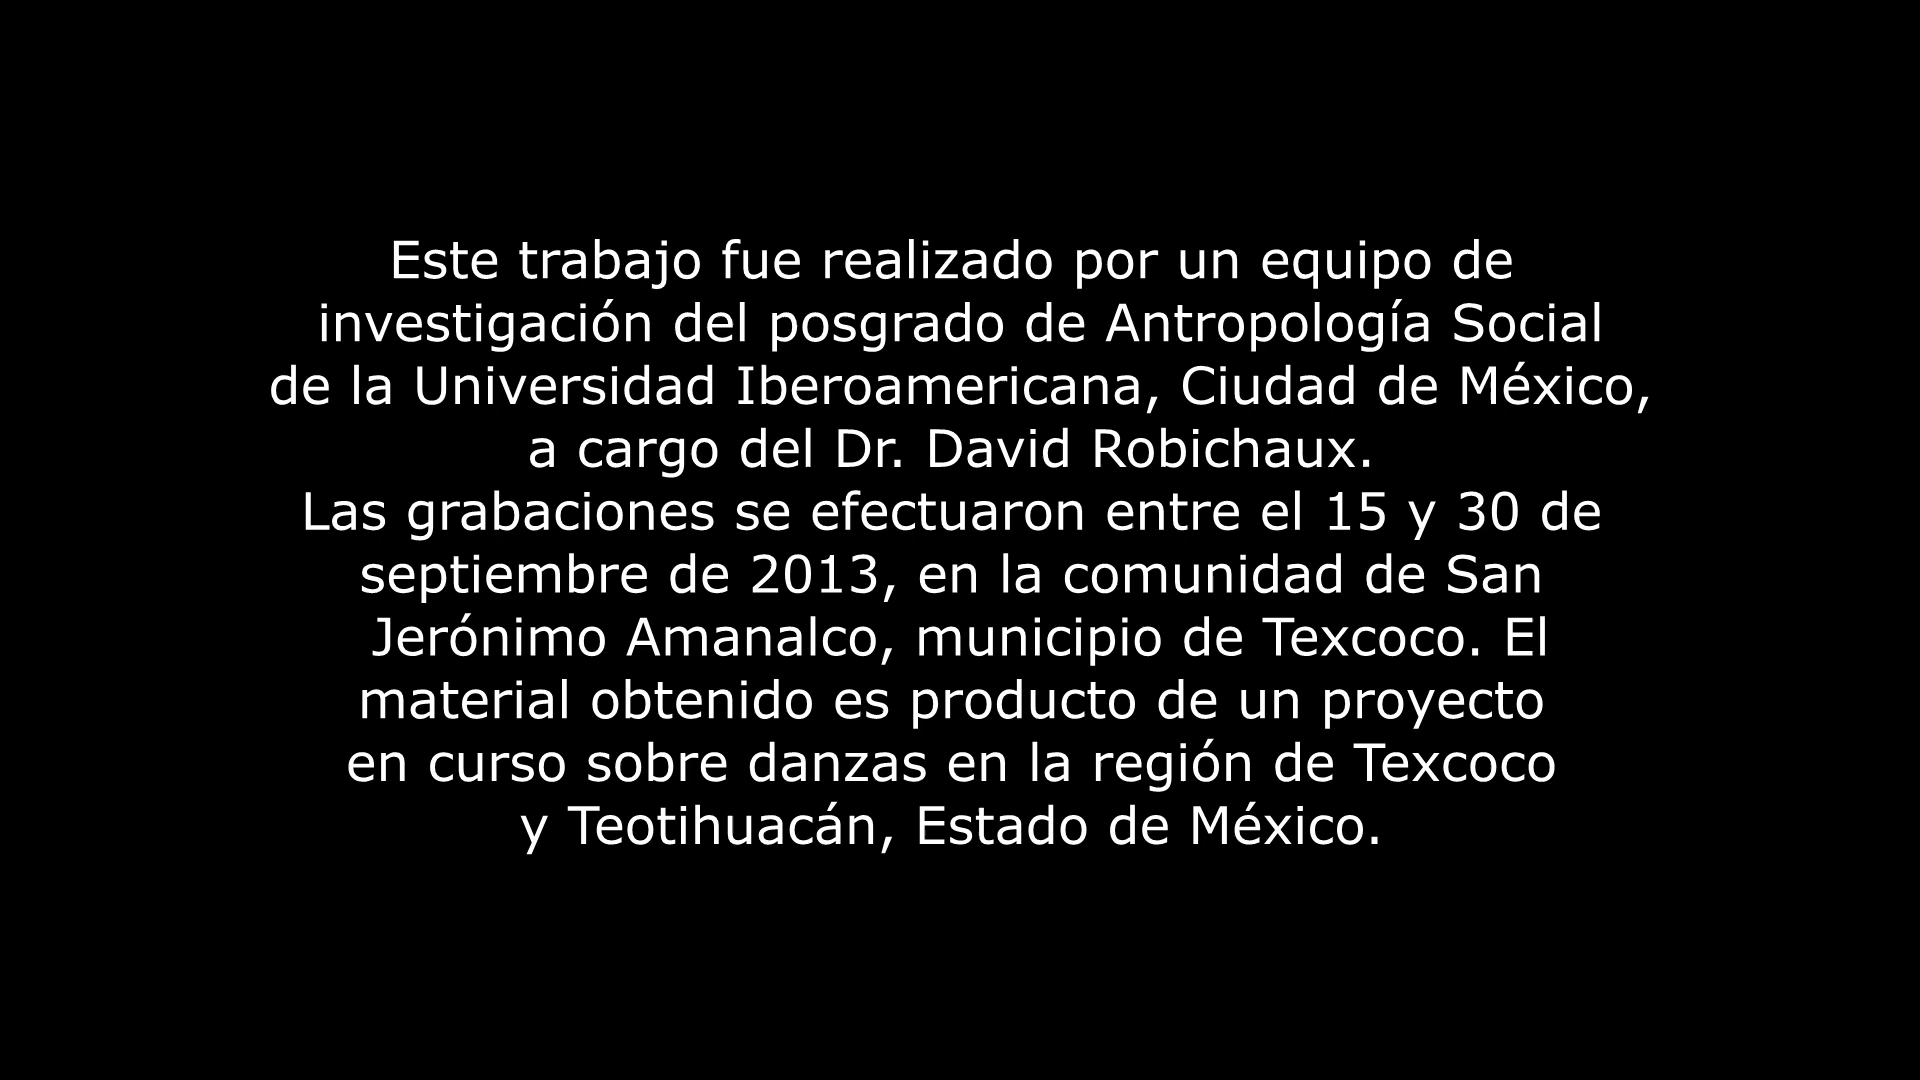 Este trabajo fue realizado por un equipo de
investigación del posgrado de Antropología Social
de la Universidad Iberoamericana, Ciudad de México,
a cargo del Dr. David Robichaux.
Las grabaciones se efectuaron entre el 15 y 30 de
septiembre de 2013, en la comunidad de San
Jerónimo Amanalco, municipio de Texcoco. El
material obtenido es producto de un proyecto
en curso sobre danzas en la región de Texcoco
y Teotihuacán, Estado de México.